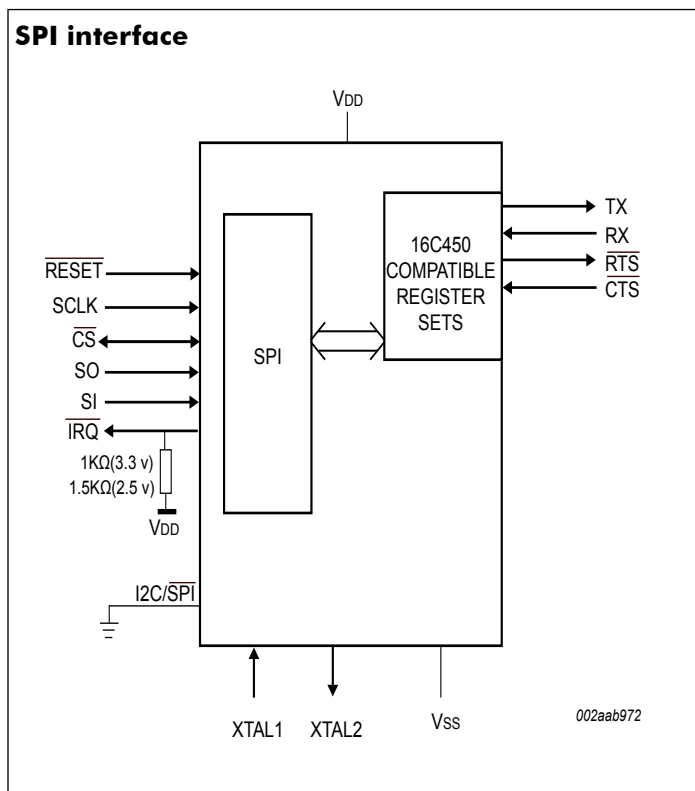 SPI interface
VDD
RESET
SCLK
CS
SO
SI
IRQ
1KΩ(3.3 v)
1.5KΩ(2.5 v)
VDD
I2C/SPI
SPI
16C450
COMPATIBLE
REGISTER
SETS
TX
RX
RTS
CTS
XTAL1
XTAL2
VSS
002aab972